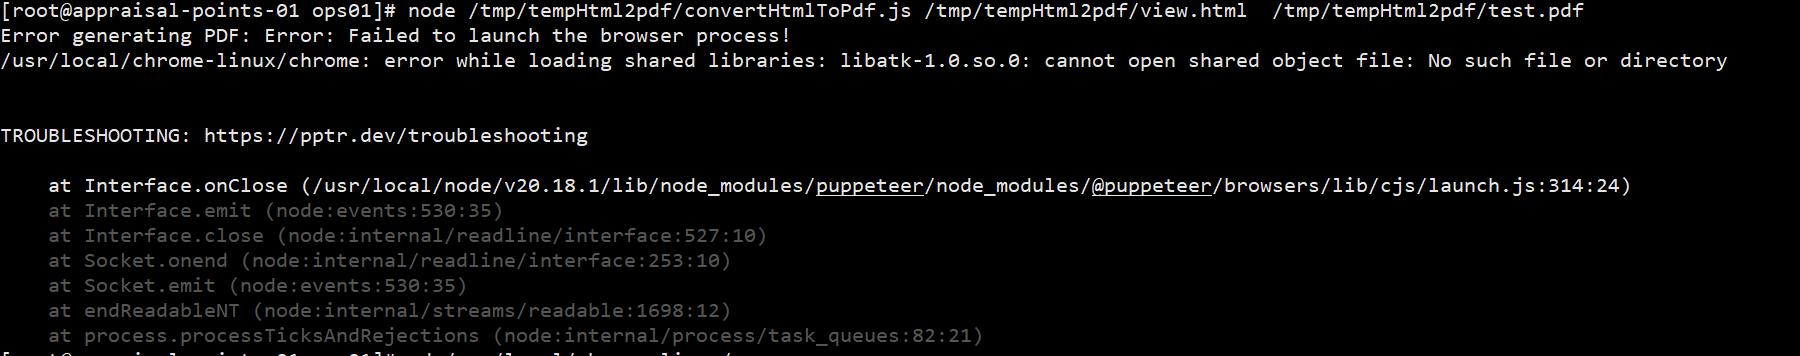 [root@appraisal-points-01 ops01]# node /tmp/tempHtml2pdf/convertHtmlToPdf.js /tmp/tempHtml2pdf/view.html  /tmp/tempHtml2pdf/test.pdf
Error generating PDF: Error: Failed to launch the browser process!
/usr/local/chrome-linux/chrome: error while loading shared libraries: libatk-1.0.so.0: cannot open shared object file: No such file or directory
TROUBLESHOOTING: https://pptr.dev/troubleshooting
at Interface.onClose (/usr/local/node/v20.18.1/lib/node_modules/puppeteer/node_modules/@puppeteer/browsers/lib/cjs/launch.js:314:24)
at Interface.emit (node:events:530:35)
at Interface.close (node:internal/readline/interface:527:10)
at Socket.onend (node:internal/readline/interface:253:10)
at Socket.emit (node:events:530:35)
at endReadableNT (node:internal/streams/readable:1698:12)
at process.processTicksAndRejections (node:internal/process/task_queues:82:21)